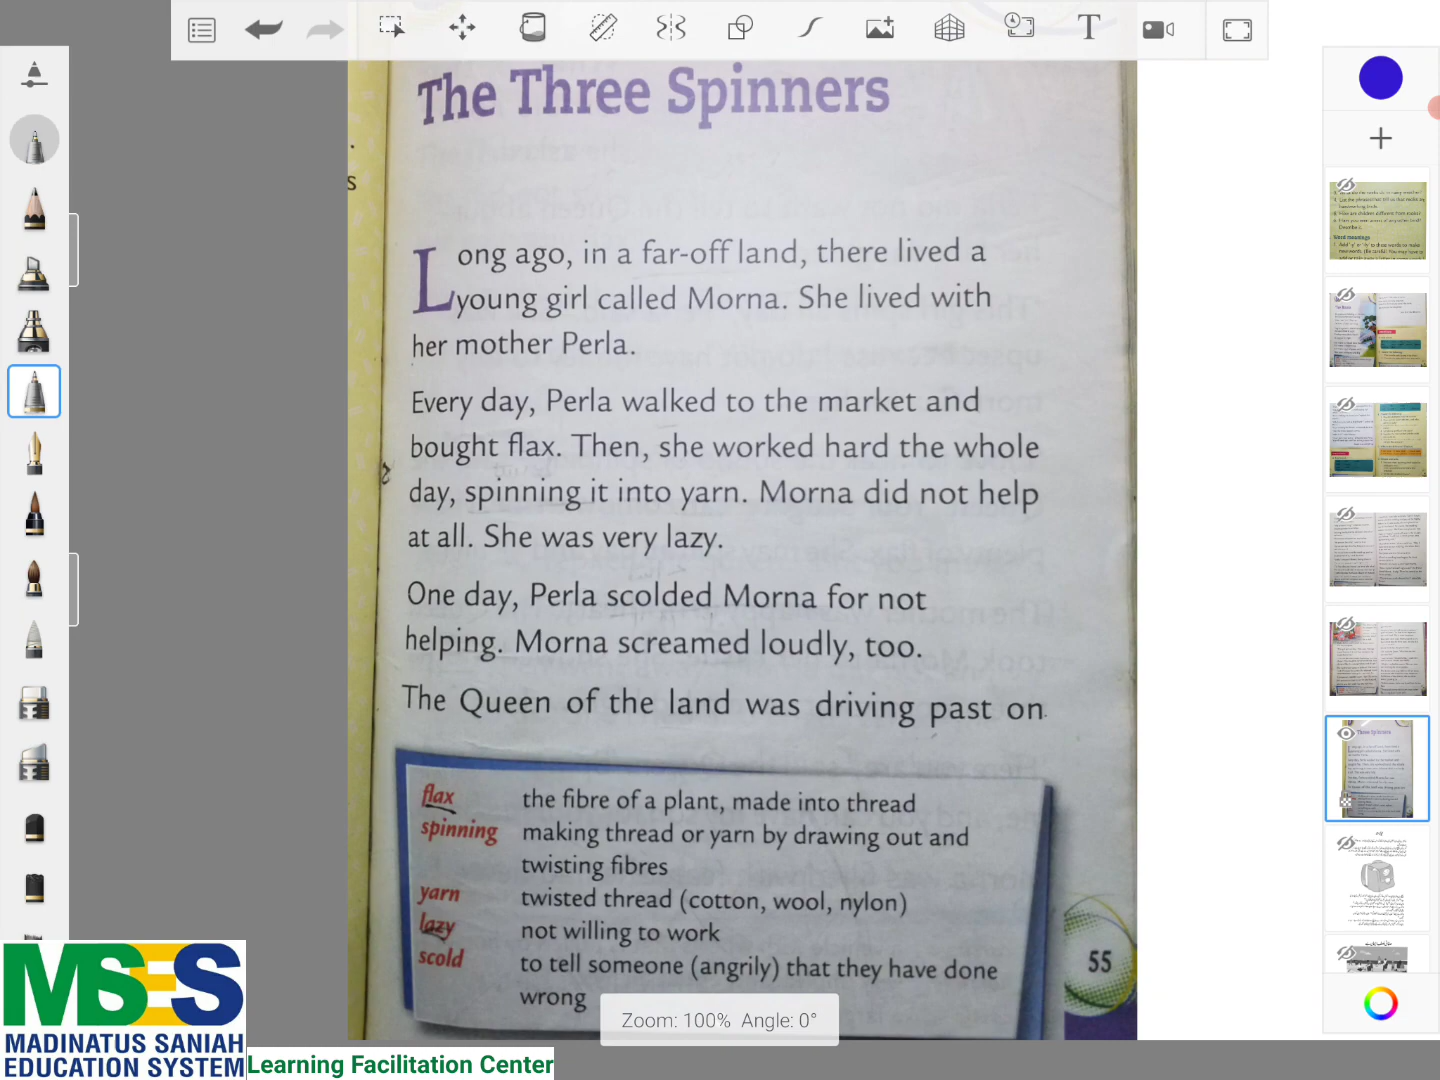 The Three Spinners
Long ago, in a far-off land, there lived a
young girl called Morna. She lived with
her mother Perla.
Every day, Perla walked to the market and
bought flax. Then, she worked hard the whole
day, spinning it into yarn. Morna did not help
at all. She was very lazy.
One day, Perla scolded Morna for not
helping. Morna screamed loudly, too.
The Queen of the land was driving past on
flax the fibre of a plant, made into thread
spinning making thread or yarn by drawing out and
twisting fibres
yarn twisted thread (cotton, wool, nylon)
lazy not willing to work
scold to tell someone (angrily) that they have done
wrong
55
Zoom: 100% Angle: 0°
MSES
MADINATUS SANIAH
EDUCATION SYSTEM
Learning Facilitation Center